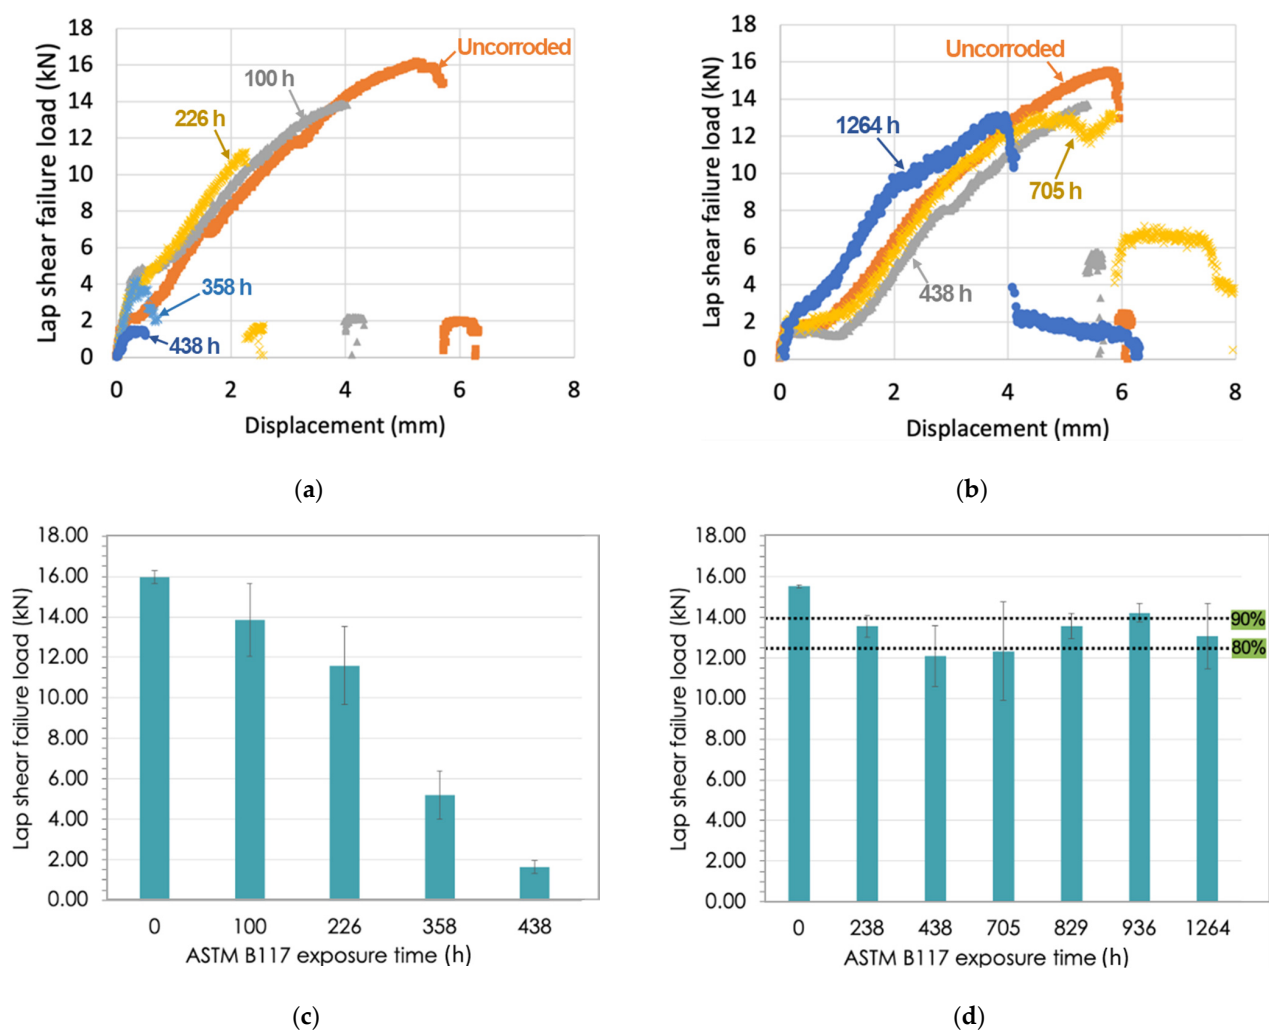 18
16
14
12
10
8
6
4
2
0
Lap shear failure load (kN)
Uncorroded
100 h
226 h
358 h
438 h
0 2 4 6 8
Displacement (mm)
(a)
18
16
14
12
10
8
6
4
2
0
Lap shear failure load (kN)
Uncorroded
1264 h
705 h
438 h
0 2 4 6 8
Displacement (mm)
(b)
18.00
16.00
14.00
12.00
10.00
8.00
6.00
4.00
2.00
0.00
Lap shear failure load (kN)
0 100 226 358 438
ASTM B117 exposure time (h)
(c)
18.00
16.00
14.00
12.00
10.00
8.00
6.00
4.00
2.00
0.00
Lap shear failure load (kN)
90%
80%
0 238 438 705 829 936 1264
ASTM B117 exposure time (h)
(d)